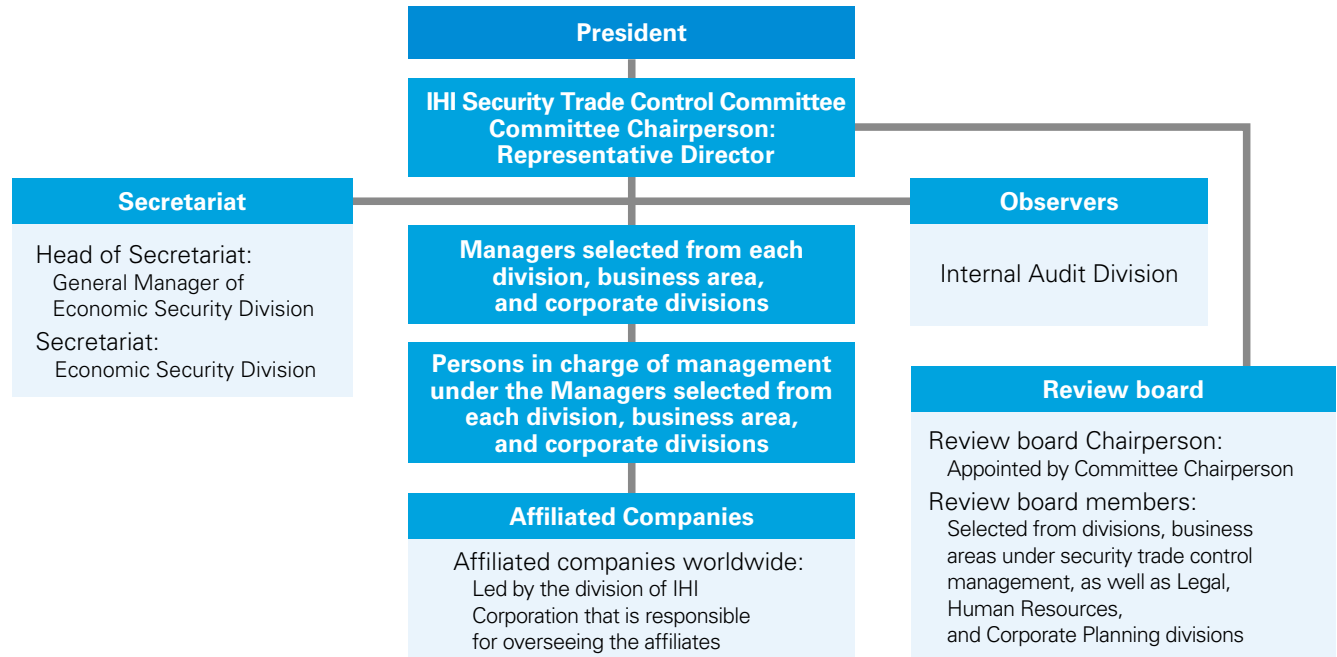 President
IHI Security Trade Control Committee
Committee Chairperson:
Representative Director
Secretariat
Head of Secretariat:
General Manager of
Economic Security Division
Secretariat:
Economic Security Division
Observers
Internal Audit Division
Managers selected from each
division, business area,
and corporate divisions
Persons in charge of management
under the Managers selected from
each division, business area,
and corporate divisions
Affiliated Companies
Affiliated companies worldwide:
Led by the division of IHI
Corporation that is responsible
for overseeing the affiliates
Review board
Review board Chairperson:
Appointed by Committee Chairperson
Review board members:
Selected from divisions, business
areas under security trade control
management, as well as Legal,
Human Resources,
and Corporate Planning divisions